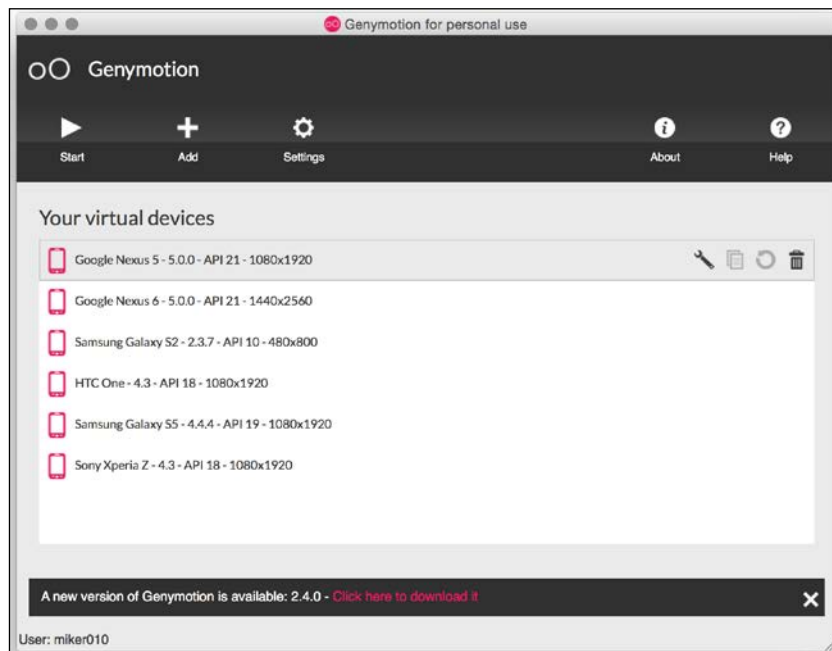 Genymotion for personal use
Genymotion
Start Add Settings About Help
Your virtual devices
Google Nexus 5 - 5.0.0 - API 21 - 1080x1920
Google Nexus 6 - 5.0.0 - API 21 - 1440x2560
Samsung Galaxy S2 - 2.3.7 - API 10 - 480x800
HTC One - 4.3 - API 18 - 1080x1920
Samsung Galaxy S5 - 4.4.4 - API 19 - 1080x1920
Sony Xperia Z - 4.3 - API 18 - 1080x1920
A new version of Genymotion is available: 2.4.0 - Click here to download it
User: miker010